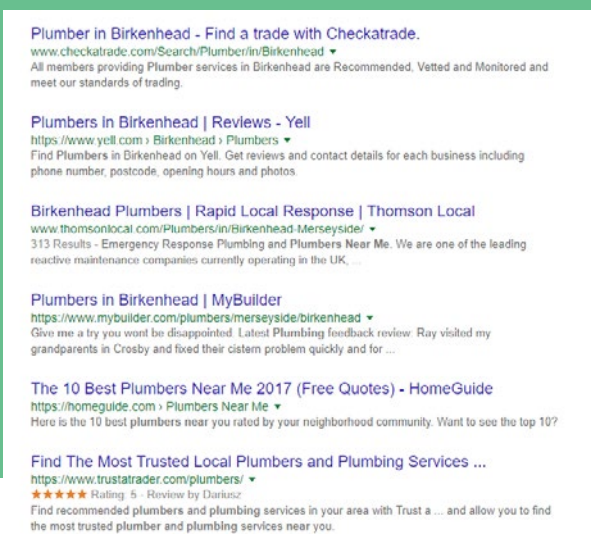 Plumber in Birkenhead - Find a trade with Checkatrade.
www.checkatrade.com/Search/Plumber/in/Birkenhead ▼
All members providing Plumber services in Birkenhead are Recommended, Vetted and Monitored and
meet our standards of trading.
Plumbers in Birkenhead | Reviews - Yell
https://www.yell.com › Birkenhead › Plumbers ▼
Find Plumbers in Birkenhead on Yell. Get reviews and contact details for each business including
phone number, postcode, opening hours and photos.
Birkenhead Plumbers | Rapid Local Response | Thomson Local
www.thomsonlocal.com/Plumbers/in/Birkenhead-Merseyside/ ▼
313 Results - Emergency Response Plumbing and Plumbers Near Me. We are one of the leading
reactive maintenance companies currently operating in the UK, ...
Plumbers in Birkenhead | MyBuilder
https://www.mybuilder.com/plumbers/merseyside/birkenhead ▼
Give me a try you wont be disappointed. Latest Plumbing feedback review: Ray visited my
grandparents in Crosby and fixed their cistern problem quickly and for ...
The 10 Best Plumbers Near Me 2017 (Free Quotes) - HomeGuide
https://homeguide.com › Plumbers Near Me ▼
Here is the 10 best plumbers near you rated by your neighborhood community. Want to see the top 10?
Find The Most Trusted Local Plumbers and Plumbing Services ...
https://www.trustatrader.com/plumbers/ ▼
★★★★★ Rating: 5 - Review by Dariusz
Find recommended plumbers and plumbing services in your area with Trust a ... and allow you to find
the most trusted plumber and plumbing services near you.